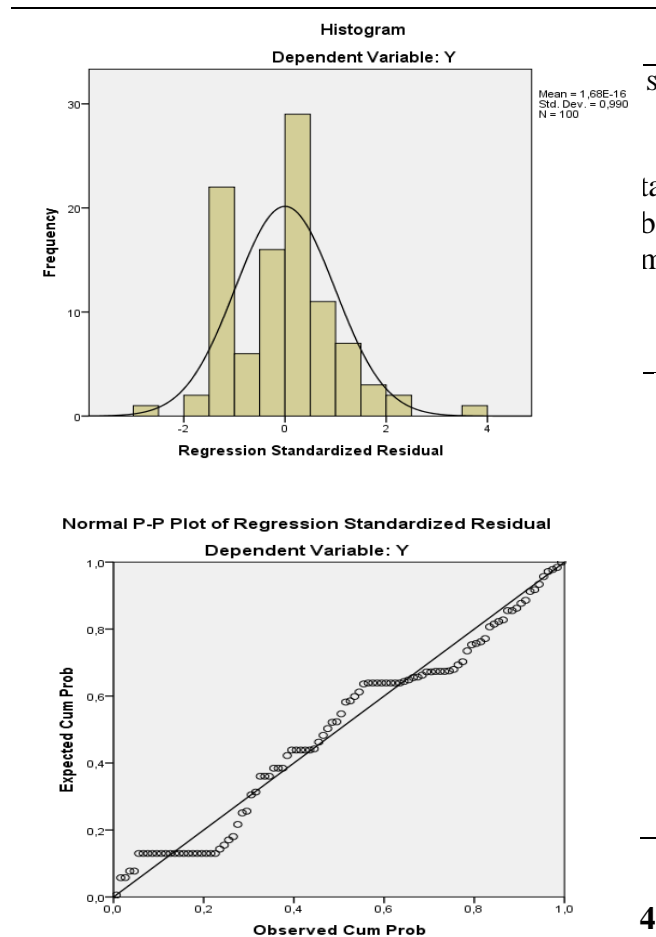 Histogram
Dependent Variable: Y
Mean = 1,68E-16
Std. Dev. = 0,990
N = 100
Frequency
30
20
10
0
-2
0
2
4
Regression Standardized Residual
Normal P-P Plot of Regression Standardized Residual
Dependent Variable: Y
Expected Cum Prob
1,0
0,8
0,6
0,4
0,2
0,0
0,0
0,2
0,4
0,6
0,8
1,0
Observed Cum Prob
s
ta
b
m
4